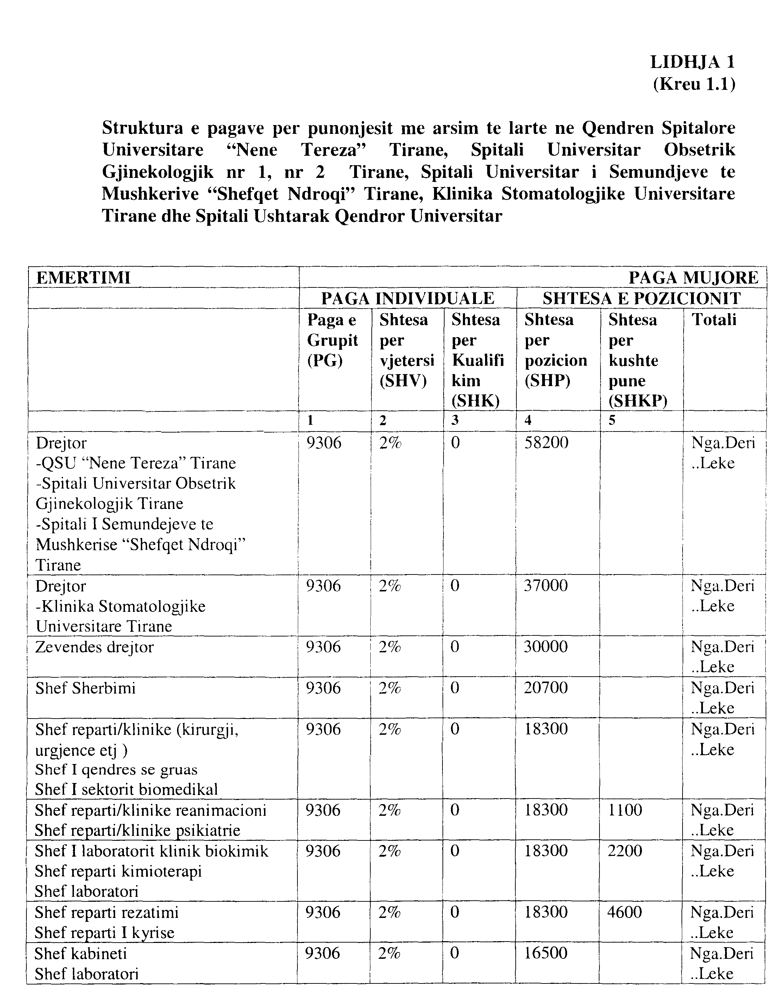 LIDHJA 1
(Kreu 1.1)
Struktura e pagave per punonjesit me arsim te larte ne Qendren Spitalore
Universitare “Nene Tereza” Tirane, Spitali Universitar Obsetrik
Gjinekologjik nr 1, nr 2 Tirane, Spitali Universitar i Semundjeve te
Mushkerive “Shefqet Ndroqi” Tirane, Klinika Stomatologjike Universitare
Tirane dhe Spitali Ushtarak Qendror Universitar
EMERTIMI PAGA MUJORE
PAGA INDIVIDUALE SHTESA E POZICIONIT
Paga e Shtesa Shtesa Shtesa Shtesa Totali
Grupit per per per per
(PG) vjetersi Kualifi pozicion kushte
(SHV) kim (SHP) pune
(SHK) (SHKP)
1 2 3 4 5
Drejtor 9306 2% 0 58200 Nga.Deri
-QSU “Nene Tereza” Tirane ..Leke
-Spitali Universitar Obsetrik
Gjinekologjik Tirane
-Spitali I Semundejeve te
Mushkerise “Shefqet Ndroqi”
Tirane
Drejtor 9306 2% 0 37000 Nga.Deri
-Klinika Stomatologjike ..Leke
Universitare Tirane
Zevendes drejtor 9306 2% 0 30000 Nga.Deri
..Leke
Shef Sherbimi 9306 2% 0 20700 Nga.Deri
..Leke
Shef reparti/klinike (kirurgji, 9306 2% 0 18300 Nga.Deri
urgjence etj ) ..Leke
Shef I qendres se gruas
Shef I sektorit biomedikal
Shef reparti/klinike reanimacioni 9306 2% 0 18300 1100 Nga.Deri
Shef reparti/klinike psikiatrie ..Leke
Shef I laboratorit klinik biokimik 9306 2% 0 18300 2200 Nga.Deri
Shef reparti kimioterapi ..Leke
Shef laboratori
Shef reparti rezatimi 9306 2% 0 18300 4600 Nga.Deri
Shef reparti I kyrise ..Leke
Shef kabineti 9306 2% 0 16500 Nga.Deri
Shef laboratori ..Leke